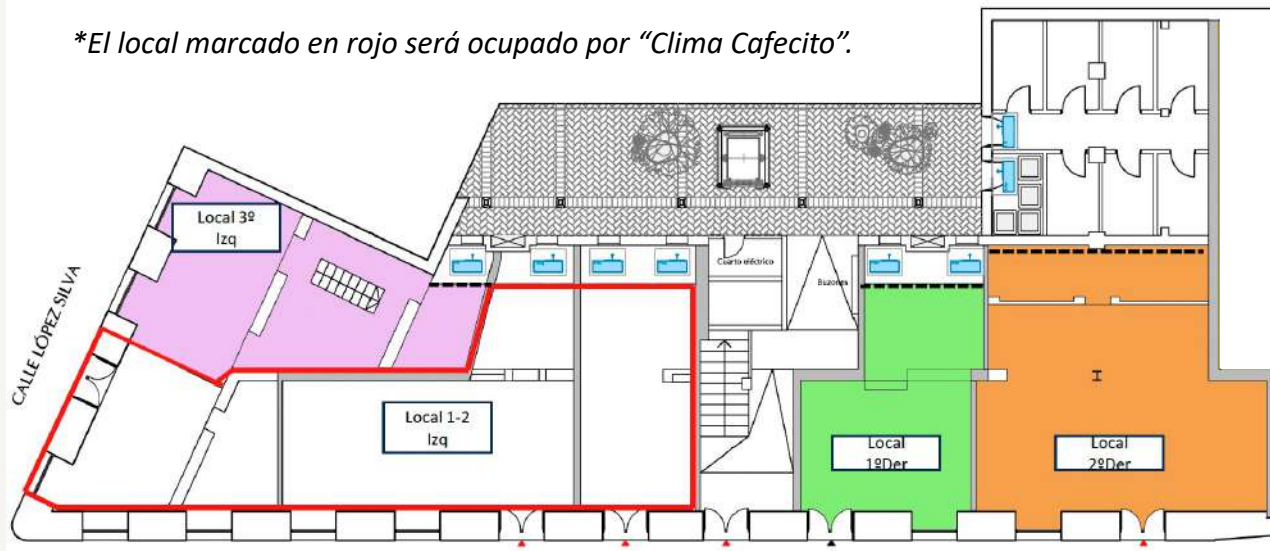 *El local marcado en rojo será ocupado por “Clima Cafecito”.
Local 3º
Izq
Cuarto eléctrico
Buzones
CALLE LÓPEZ SILVA
Local 1-2
Izq
Local
1ºDer
Local
2ºDer